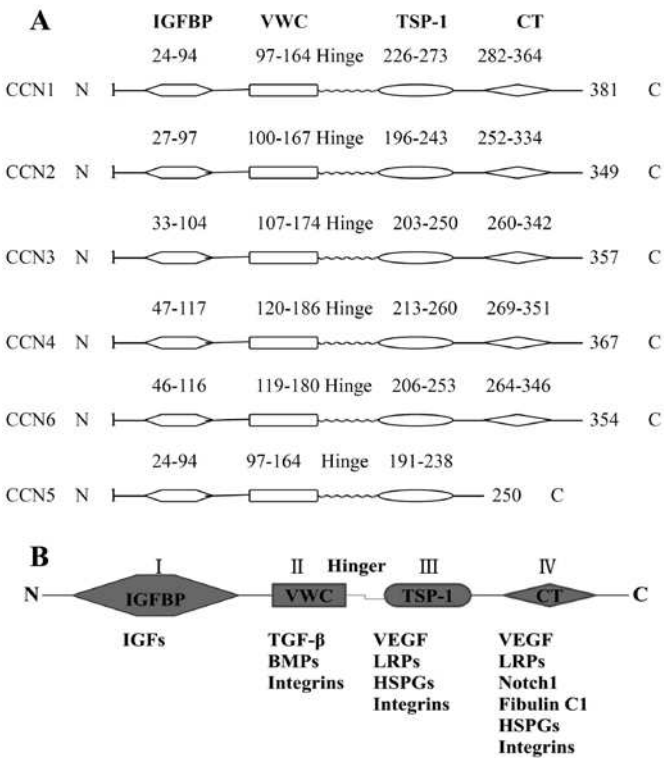 A IGFBP VWC TSP-1 CT
24-94 97-164 Hinge 226-273 282-364
CCN1 N 381 C
27-97 100-167 Hinge 196-243 252-334
CCN2 N 349 C
33-104 107-174 Hinge 203-250 260-342
CCN3 N 357 C
47-117 120-186 Hinge 213-260 269-351
CCN4 N 367 C
46-116 119-180 Hinge 206-253 264-346
CCN6 N 354 C
24-94 97-164 Hinge 191-238
CCN5 N 250 C
B I II Hinger III IV
N IGFBP VWC TSP-1 CT C
IGFs TGF-β VEGF VEGF
BMPs LRPs LRPs
Integrins HSPGs Notch1
Integrins Fibulin C1
HSPGs
Integrins